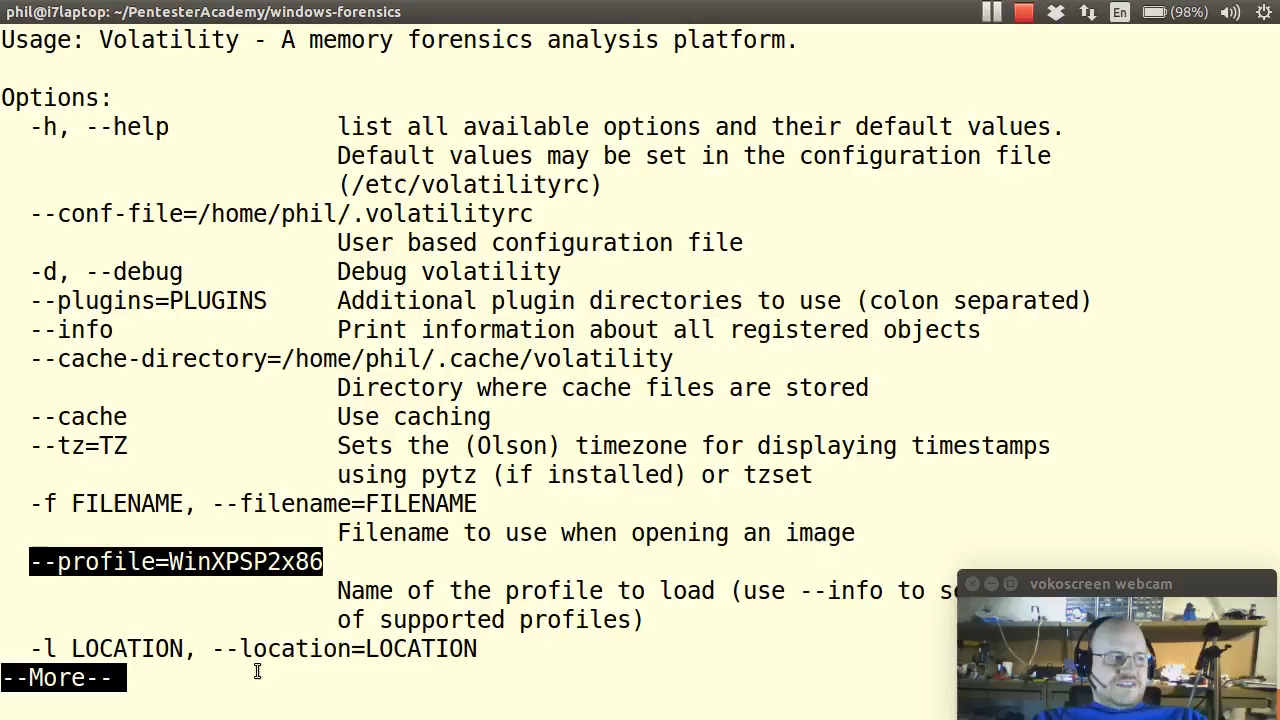 phil@i7laptop: ~/PentesterAcademy/windows-forensics
En
(98%)
Usage: Volatility - A memory forensics analysis platform.
Options:
-h, --help list all available options and their default values.
Default values may be set in the configuration file
(/etc/volatilityrc)
--conf-file=/home/phil/.volatilityrc
User based configuration file
-d, --debug Debug volatility
--plugins=PLUGINS Additional plugin directories to use (colon separated)
--info Print information about all registered objects
--cache-directory=/home/phil/.cache/volatility
Directory where cache files are stored
--cache Use caching
--tz=TZ Sets the (Olson) timezone for displaying timestamps
using pytz (if installed) or tzset
-f FILENAME, --filename=FILENAME
Filename to use when opening an image
--profile=WinXPSP2x86
Name of the profile to load (use --info to
of supported profiles)
-l LOCATION, --location=LOCATION
--More--
vokoscreen webcam